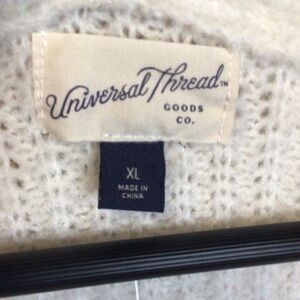 Universal Thread™
GOODS
CO.
XL
MADE IN
CHINA